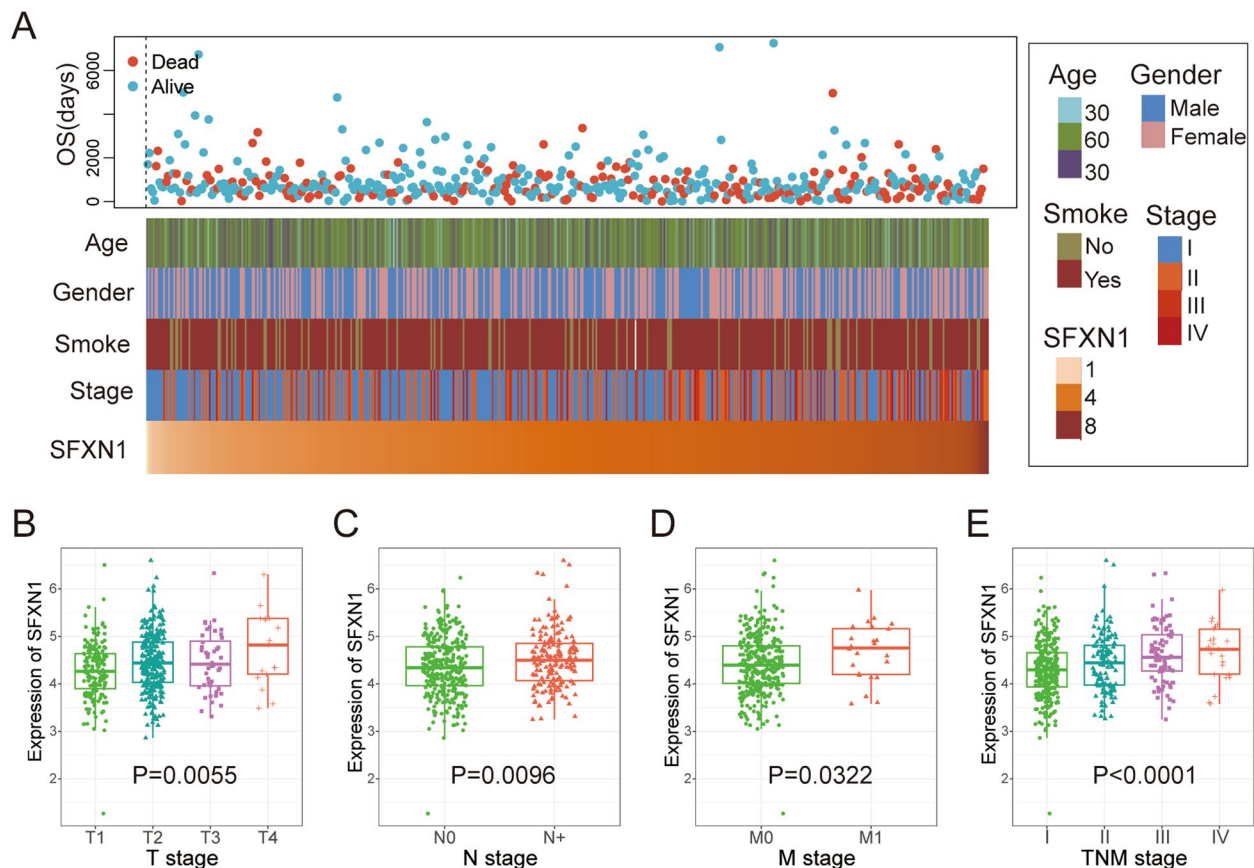 A
OS(days)
6000
2000
0
Dead
Alive
Age
Gender
Smoke
Stage
SFXN1
Age
30
60
30
Gender
Male
Female
Smoke
No
Yes
Stage
I
II
III
IV
SFXN1
1
4
8
B
Expression of SFXN1
6
5
4
3
2
P=0.0055
T1 T2 T3 T4
T stage
C
Expression of SFXN1
6
5
4
3
2
P=0.0096
N0 N+
N stage
D
Expression of SFXN1
6
5
4
3
2
P=0.0322
M0 M1
M stage
E
Expression of SFXN1
6
5
4
3
2
P<0.0001
I II III IV
TNM stage